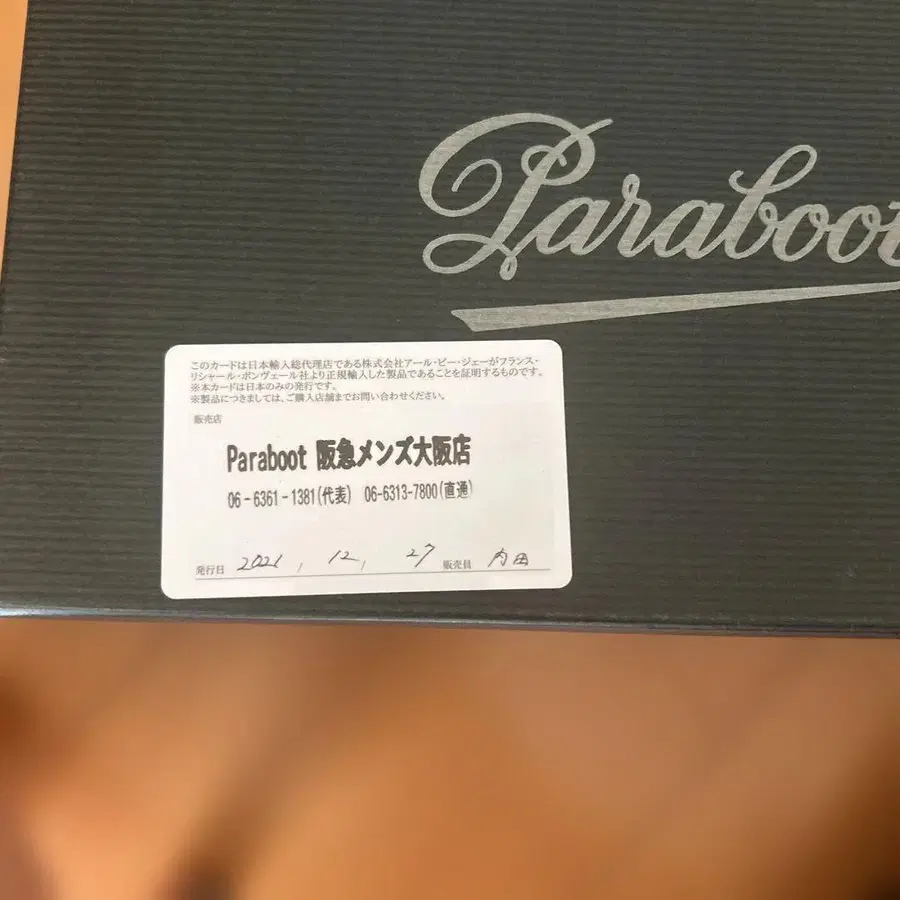 Paraboot
このカードは日本輸入総代理店である株式会社アール・ピー・ジェーがフランス・
リシャール・ポンヴェール社より正規輸入した製品であることを証明するものです。
※本カードは日本のみの発行です。
※製品につきましては、ご購入店舗までお問い合わせください。
販売店
Paraboot 阪急メンズ大阪店
06-6361-1381(代表) 06-6313-7800(直通)
発行日 2021, 12, 27 販売員 内田